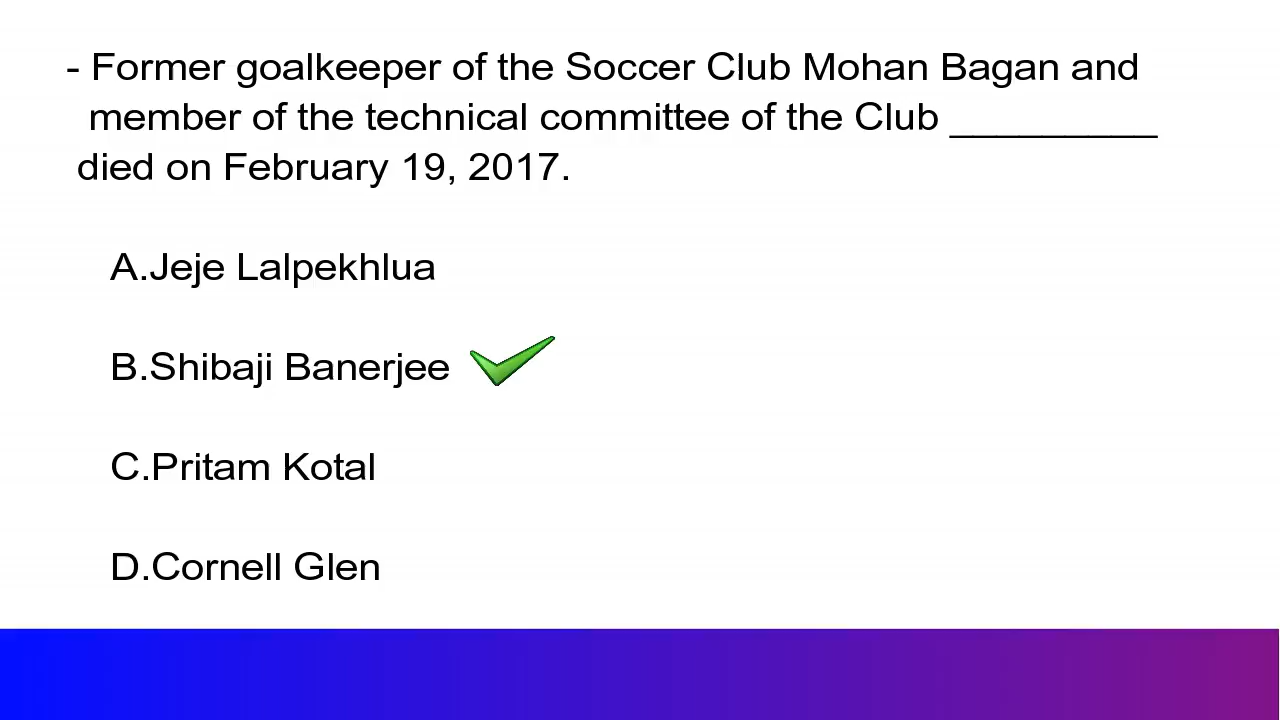 - Former goalkeeper of the Soccer Club Mohan Bagan and
member of the technical committee of the Club _________
died on February 19, 2017.
A.Jeje Lalpekhlua
B.Shibaji Banerjee
C.Pritam Kotal
D.Cornell Glen